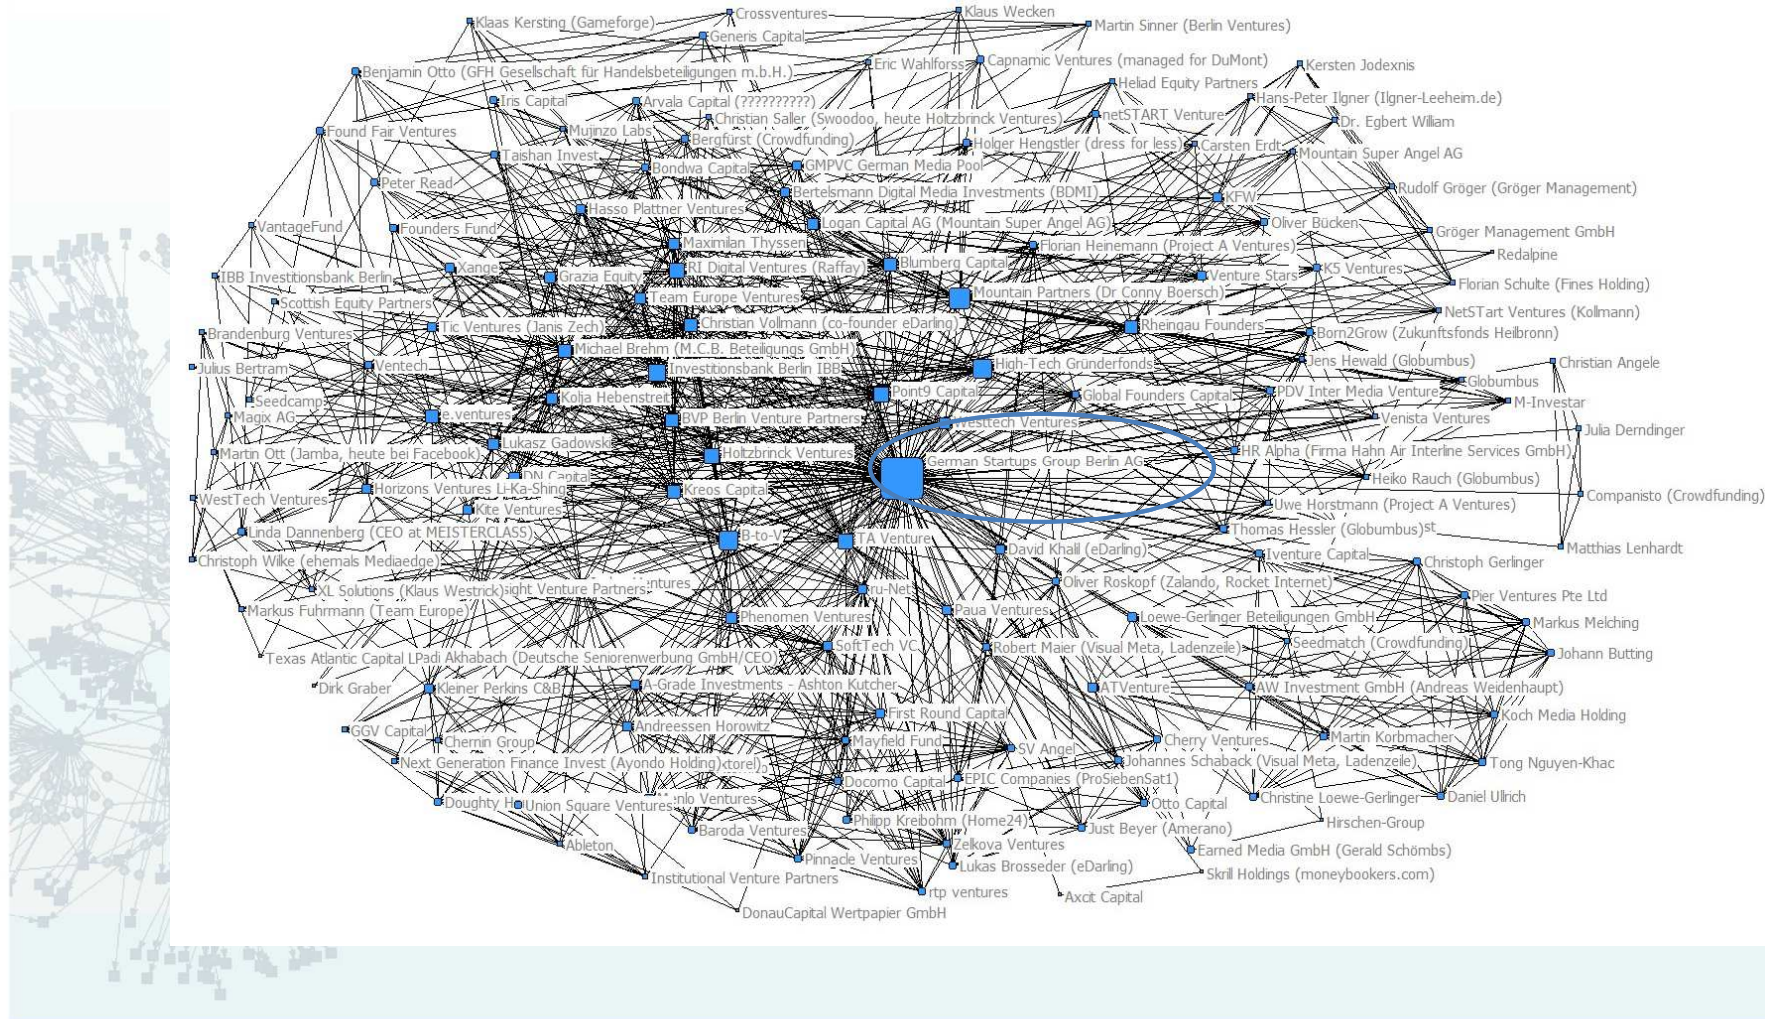 Klaas Kersting (Gameforge)
Crossventures
Klaus Wecken
Martin Sinner (Berlin Ventures)
Generis Capital
Eric Wahlforss
Capnamic Ventures (managed for DuMont)
Kersten Jodexnis
Benjamin Otto (GFH Gesellschaft für Handelsbeteiligungen m.b.H.)
Heliad Equity Partners
Iris Capital
Arvala Capital (??????????)
Hans-Peter Ilgner (Ilgner-Leeheim.de)
Christian Saller (Swoodoo, heute Holtzbrinck Ventures)
netSTART Venture
Dr. Egbert William
Found Fair Ventures
Mujinzo Labs
Bergfürst (Crowdfunding)
Holger Hengstler (dress for less)
Carsten Erdt
Mountain Super Angel AG
Taishan Invest
Bondwa Capital
GMPVC German Media Pool
Peter Read
Bertelsmann Digital Media Investments (BDMI)
KFW
Rudolf Gröger (Gröger Management)
Hasso Plattner Ventures
Logan Capital AG (Mountain Super Angel AG)
Oliver Bücken
VantageFund
Founders Fund
Gröger Management GmbH
Maximilan Thyssen
Florian Heinemann (Project A Ventures)
Redalpine
Xange
RI Digital Ventures (Raffay)
Blumberg Capital
K5 Ventures
IBB Investitionsbank Berlin
Grazia Equity
Venture Stars
Florian Schulte (Fines Holding)
Scottish Equity Partners
Team Europe Ventures
Mountain Partners (Dr Conny Boersch)
NetSTart Ventures (Kollmann)
Brandenburg Ventures
Tic Ventures (Janis Zech)
Christian Vollmann (co-founder eDarling)
Rheingau Founders
Born2Grow (Zukunftsfonds Heilbronn)
Michael Brehm (M.C.B. Beteiligungs GmbH)
Julius Bertram
Ventech
Investitionsbank Berlin IBB
High-Tech Gründerfonds
Jens Hewald (Globumbus)
Christian Angele
Globumbus
Seedcamp
Kolja Hebenstreit
Point9 Capital
Global Founders Capital
PDV Inter Media Venture
M-Investar
Magix AG
e.ventures
BVP Berlin Venture Partners
Westtech Ventures
Venista Ventures
Julia Derndinger
Martin Ott (Jamba, heute bei Facebook)
Lukasz Gadowski
Holtzbrinck Ventures
German Startups Group Berlin AG
HR Alpha (Firma Hahn Air Interline Services GmbH)
DN Capital
Heiko Rauch (Globumbus)
WestTech Ventures
Horizons Ventures Li-Ka-Shing
Kreos Capital
Companisto (Crowdfunding)
Kite Ventures
Uwe Horstmann (Project A Ventures)
Linda Dannenberg (CEO at MEISTERCLASS)
B-to-V
TA Venture
Thomas Hessler (Globumbus)
st
Christoph Wilke (ehemals Mediaedge)
David Khalil (eDarling)
Iventure Capital
Matthias Lenhardt
Christoph Gerlinger
XL Solutions (Klaus Westrick)
ight Venture Partners
entures
ru-Net
Oliver Roskopf (Zalando, Rocket Internet)
Pier Ventures Pte Ltd
Markus Fuhrmann (Team Europe)
Phenomen Ventures
Paua Ventures
Loewe-Gerlinger Beteiligungen GmbH
Markus Melching
Texas Atlantic Capital LP
adi Akhabach (Deutsche Seniorenwerbung GmbH/CEO)
SoftTech VC
Robert Maier (Visual Meta, Ladenzeile)
Seedmatch (Crowdfunding)
Johann Butting
Dirk Graber
Kleiner Perkins C&B
A-Grade Investments - Ashton Kutcher
ATVenture
AW Investment GmbH (Andreas Weidenhaupt)
GGV Capital
Andreessen Horowitz
First Round Capital
Koch Media Holding
Chernin Group
Mayfield Fund
SV Angel
Cherry Ventures
Martin Korbmacher
Next Generation Finance Invest (Ayondo Holding)
Johannes Schaback (Visual Meta, Ladenzeile)
Tong Nguyen-Khac
Docomo Capital
EPIC Companies (ProSiebenSat1)
Doughty
Union Square Ventures
Menlo Ventures
Otto Capital
Christine Loewe-Gerlinger
Daniel Ullrich
Baroda Ventures
Philipp Kreibohm (Home24)
Just Beyer (Amerano)
Hirschen-Group
Ableton
Pinnacle Ventures
Zelkova Ventures
Earned Media GmbH (Gerald Schömbs)
Institutional Venture Partners
Lukas Brosseder (eDarling)
Skrill Holdings (moneybookers.com)
rtp ventures
Axcit Capital
DonauCapital Wertpapier GmbH